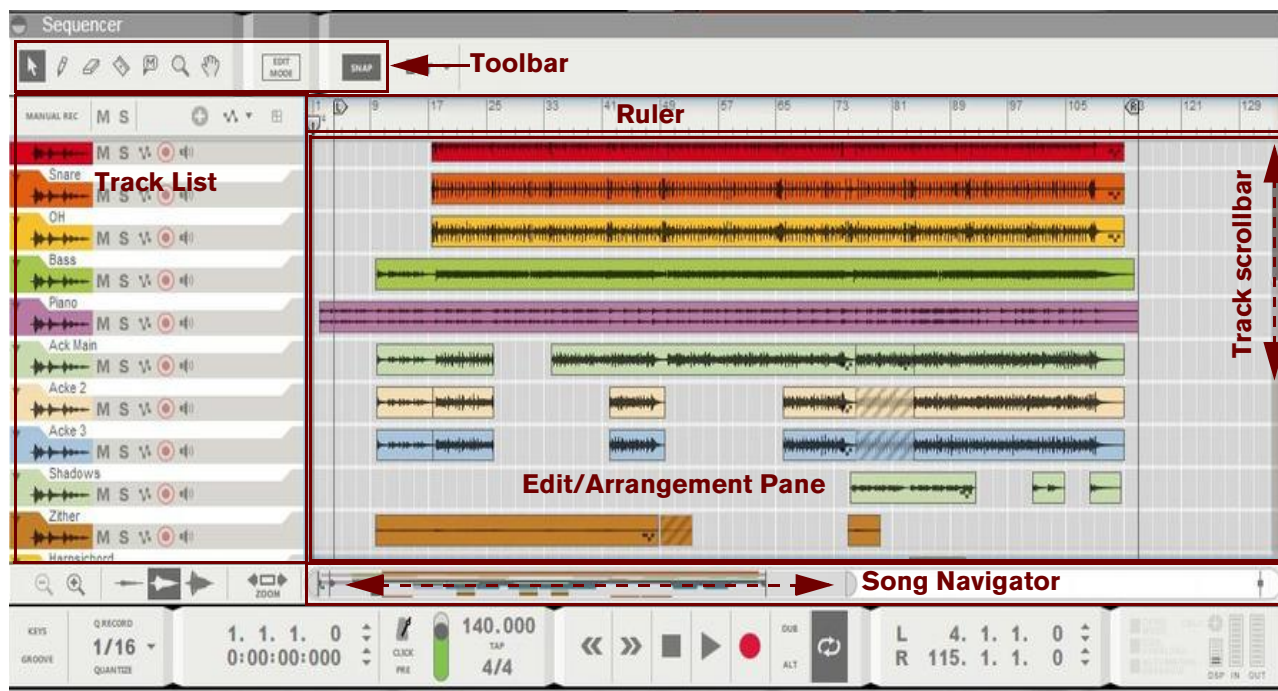 Sequencer
M
EDIT MODE
SNAP
Toolbar
MANUAL REC M S
1 9 17 25 33 41 49 57 65 73 81 89 97 105 121 129
L R
Ruler
M S
Track List
Snare
M S
OH
M S
Bass
M S
Piano
M S
Ack Main
M S
Acke 2
M S
Acke 3
M S
Shadows
M S
Zither
M S
Harpsichord
Edit/Arrangement Pane
Track scrollbar
ZOOM
Song Navigator
KEYS
GROOVE
Q RECORD
1/16
QUANTIZE
1. 1. 1. 0
0:00:00:000
CLICK
PRE
140.000
TAP
4/4
DUB
ALT
L 4. 1. 1. 0
R 115. 1. 1. 0
DSP IN OUT